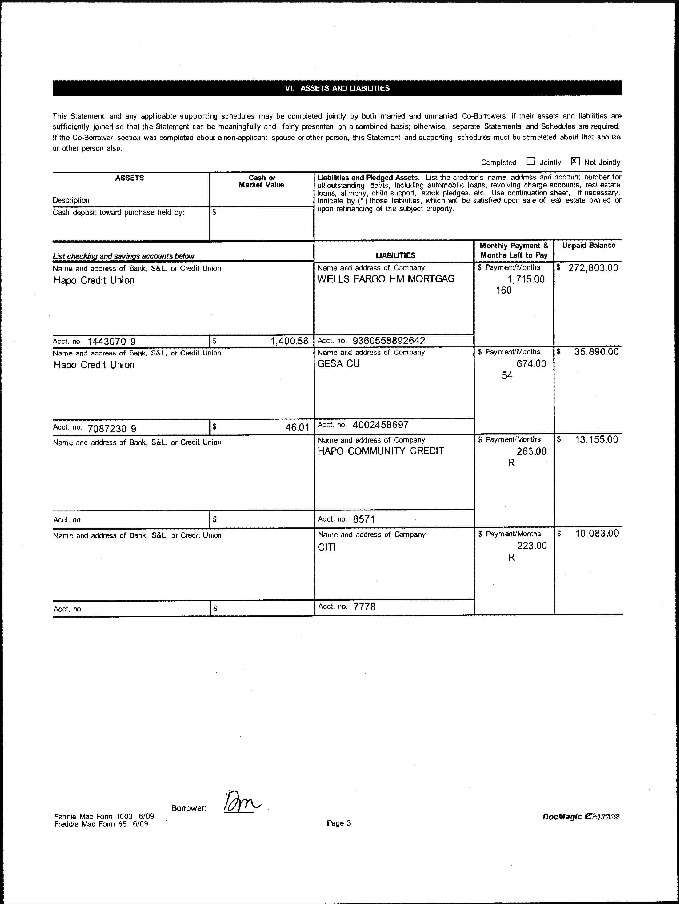 VI. ASSETS AND LIABILITIES
This Statement and any applicable supporting schedules may be completed jointly by both married and unmarried Co-Borrowers if their assets and liabilities are
sufficiently joined so that the Statement can be meaningfully and fairly presented on a combined basis; otherwise, separate Statements and Schedules are required.
If the Co-Borrower section was completed about a non-applicant spouse or other person, this Statement and supporting schedules must be completed about that spouse
or other person also.
Completed Jointly X Not Jointly
ASSETS
Cash or
Market Value
Description
Cash deposit toward purchase held by: $
Liabilities and Pledged Assets. List the creditor's name, address and account number for
all outstanding debts, including automobile loans, revolving charge accounts, real estate
loans, alimony, child support, stock pledges, etc. Use continuation sheet, if necessary.
Indicate by (*) those liabilities, which will be satisfied upon sale of real estate owned or
upon refinancing of the subject property.
List checking and savings accounts below
LIABILITIES
Monthly Payment &
Months Left to Pay
Unpaid Balance
Name and address of Bank, S&L, or Credit Union
Hapo Credit Union
Name and address of Company
WELLS FARGO HM MORTGAG
$ Payment/Months
1,715.00
160
$ 272,803.00
Acct. no. 1443070 9 $ 1,400.58
Acct. no. 9360558892642
Name and address of Bank, S&L, or Credit Union
Hapo Credit Union
Name and address of Company
GESA CU
$ Payment/Months
674.00
54
$ 35,890.00
Acct. no. 7087230 9 $ 46.01
Acct. no. 4002458697
Name and address of Bank, S&L, or Credit Union
Name and address of Company
HAPO COMMUNITY CREDIT
$ Payment/Months
263.00
R
$ 13,155.00
Acct. no. $
Acct. no. 8571
Name and address of Bank, S&L, or Credit Union
Name and address of Company
CITI
$ Payment/Months
223.00
R
$ 10,083.00
Acct. no. $
Acct. no. 7778
Borrower:
Fannie Mae Form 1003 6/09
Freddie Mac Form 65 6/09
Page 3
DocMagic